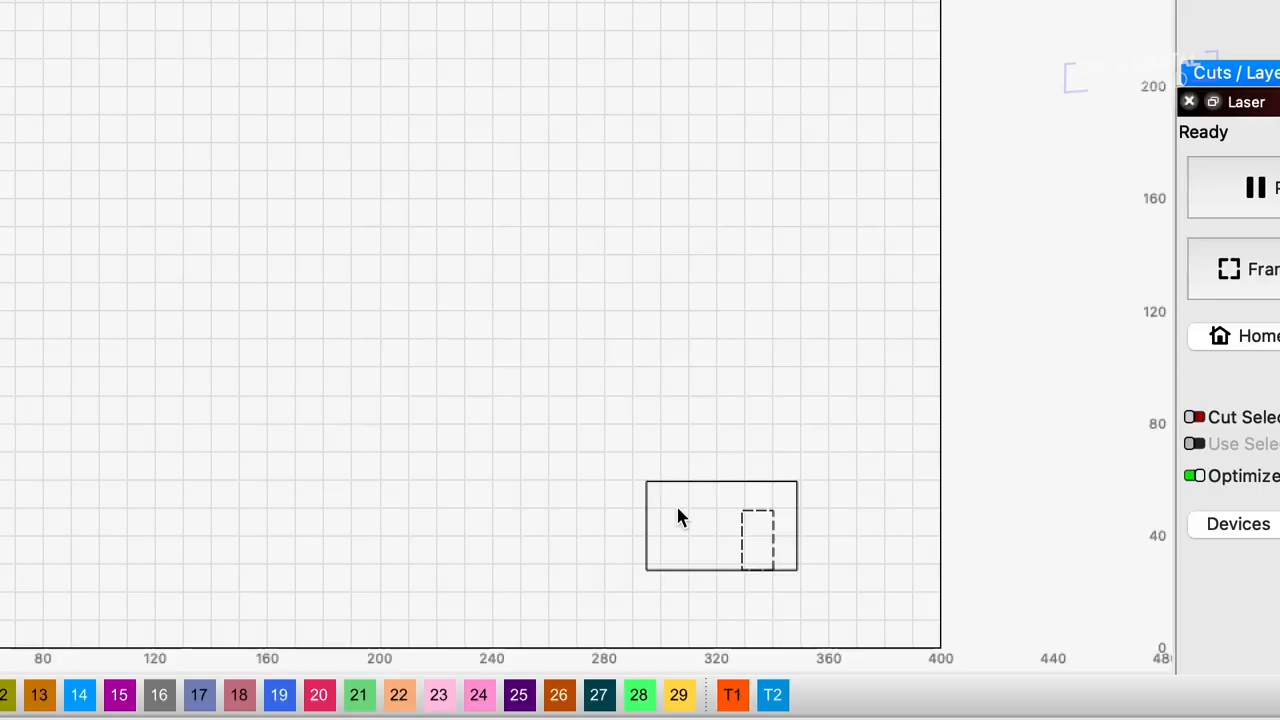 200
Cuts / Laye
Laser
Ready
160
Fran
120
Home
80
Cut Selec
Use Selec
Optimize
Devices
40
0
80 120 160 200 240 280 320 360 400 440 48
2 13 14 15 16 17 18 19 20 21 22 23 24 25 26 27 28 29 T1 T2